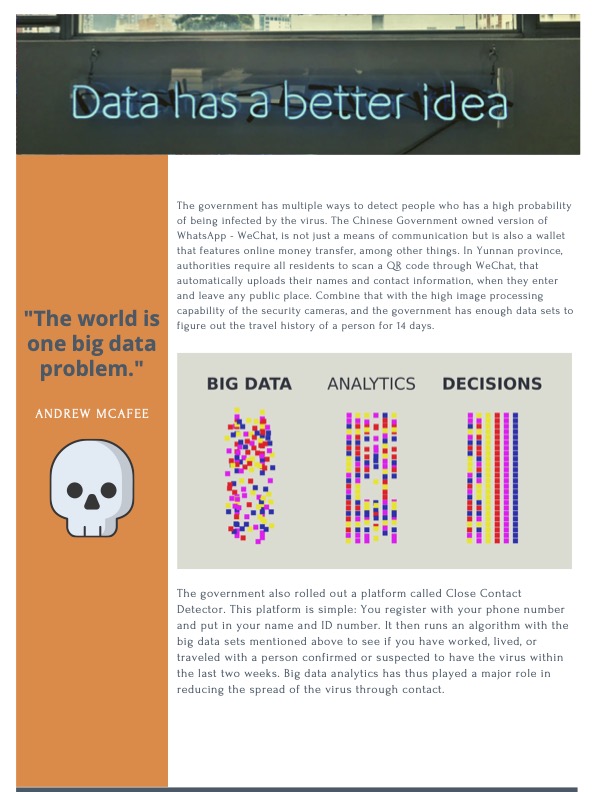 Data has a better idea
The government has multiple ways to detect people who has a high probability
of being infected by the virus. The Chinese Government owned version of
WhatsApp - WeChat, is not just a means of communication but is also a wallet
that features online money transfer, among other things. In Yunnan province,
authorities require all residents to scan a QR code through WeChat, that
automatically uploads their names and contact information, when they enter
and leave any public place. Combine that with the high image processing
capability of the security cameras, and the government has enough data sets to
figure out the travel history of a person for 14 days.
"The world is
one big data
problem."
ANDREW MCAFEE
BIG DATA ANALYTICS DECISIONS
The government also rolled out a platform called Close Contact
Detector. This platform is simple: You register with your phone number
and put in your name and ID number. It then runs an algorithm with the
big data sets mentioned above to see if you have worked, lived, or
traveled with a person confirmed or suspected to have the virus within
the last two weeks. Big data analytics has thus played a major role in
reducing the spread of the virus through contact.